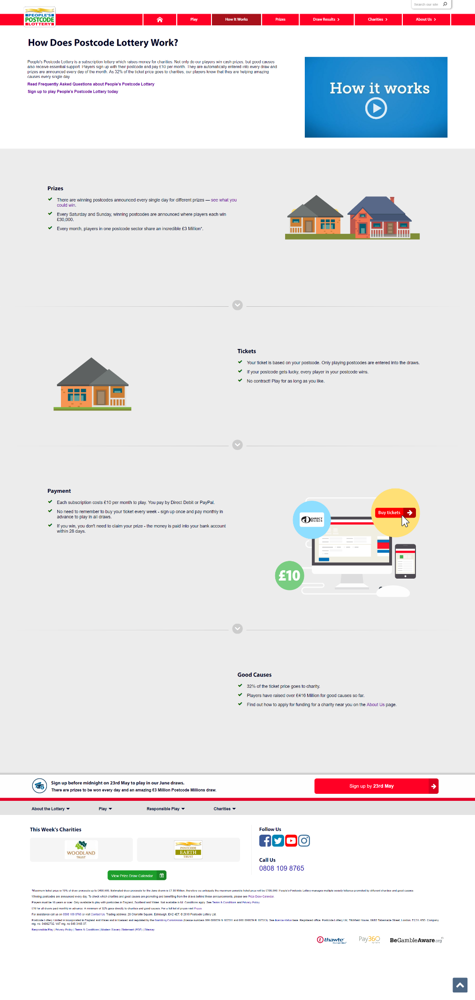 Search our site
PEOPLE'S
POSTCODE
LOTTERY
Play
How It Works
Prizes
Draw Results
Charities
About Us
How Does Postcode Lottery Work?
People's Postcode Lottery is a subscription lottery which raises money for charities. Not only do our players win cash prizes, but good causes
also receive essential support. Players sign up with their postcode and pay £10 per month. They are automatically entered into every draw and
prizes are announced every day of the month. As 32% of the ticket price goes to charities, our players know that they are helping amazing
causes every single day.
Read Frequently Asked Questions about People's Postcode Lottery
Sign up to play People's Postcode Lottery today
How it works
Prizes
There are winning postcodes announced every single day for different prizes — see what you
could win.
Every Saturday and Sunday, winning postcodes are announced where players each win
£30,000.
Every month, players in one postcode sector share an incredible £3 Million*.
Tickets
Your ticket is based on your postcode. Only playing postcodes are entered into the draws.
If your postcode gets lucky, every player in your postcode wins.
No contract! Play for as long as you like.
Payment
Each subscription costs £10 per month to play. You pay by Direct Debit or PayPal.
No need to remember to buy your ticket every week - sign up once and pay monthly in
advance to play in all draws.
If you win, you don't need to claim your prize - the money is paid into your bank account
within 28 days.
DIRECT
Debit
Buy tickets
£10
Good Causes
32% of the ticket price goes to charity.
Players have raised over £416 Million for good causes so far.
Find out how to apply for funding for a charity near you on the About Us page.
Sign up before midnight on 23rd May to play in our June draws.
There are prizes to be won every day and an amazing £3 Million Postcode Millions draw.
Sign up by 23rd May
About the Lottery
Play
Responsible Play
Charities
This Week's Charities
WOODLAND
TRUST
POSTCODE
EARTH
TRUST
View Prize Draw Calendar
Follow Us
Call Us
0808 109 8765
*Maximum ticket prize is 10% of draw proceeds up to £400,000. Estimated draw proceeds for the June draws is £1.80 Million, therefore we anticipate the maximum possible ticket prize will be £180,000. People's Postcode Lottery manages multiple society lotteries promoted by different charities and good causes.
Winning postcodes are announced every day. To check which charities and good causes are promoting and benefiting from the draws behind these announcements, please see Prize Draw Calendar.
Players must be 16 years or over. Only available to play with postcodes in England, Scotland and Wales. Not available in NI. Conditions apply. See Terms & Conditions and Privacy Policy.
£10 for all draws paid monthly in advance. A minimum of 32% goes directly to charities and good causes. For a full list of prizes visit Prizes.
For assistance call us on 0808 109 8765 or visit Contact Us. Trading address: 28 Charlotte Square, Edinburgh, EH2 4ET. © 2019 Postcode Lottery Ltd.
Postcode Lottery Limited is incorporated in England and Wales and is licensed and regulated by the Gambling Commission (licence numbers 000-000829-N-102511 and 000-000829-R-102513). See licence status here. Registered office: Postcode Lottery Ltd, Titchfield House, 69/85 Tabernacle Street, London, EC2A 4BD. Company
reg. no. 04862732. VAT reg. no 848 3165 07.
Responsible Play | Privacy Policy | Terms & Conditions | Modern Slavery Statement (PDF) | Sitemap
thawte
Pay360
BeGambleAware.org